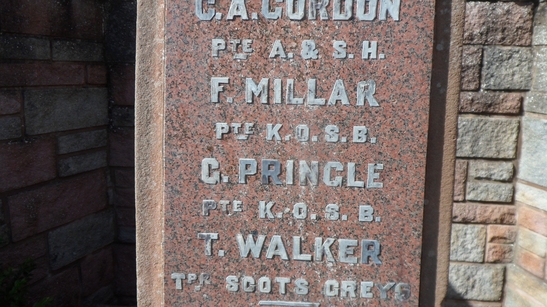 C.A. GORDON
PTE A. & S.H.
F. MILLAR
PTE K.O.S.B.
G. PRINGLE
PTE K.O.S.B.
T. WALKER
TPR SCOTS GREYS